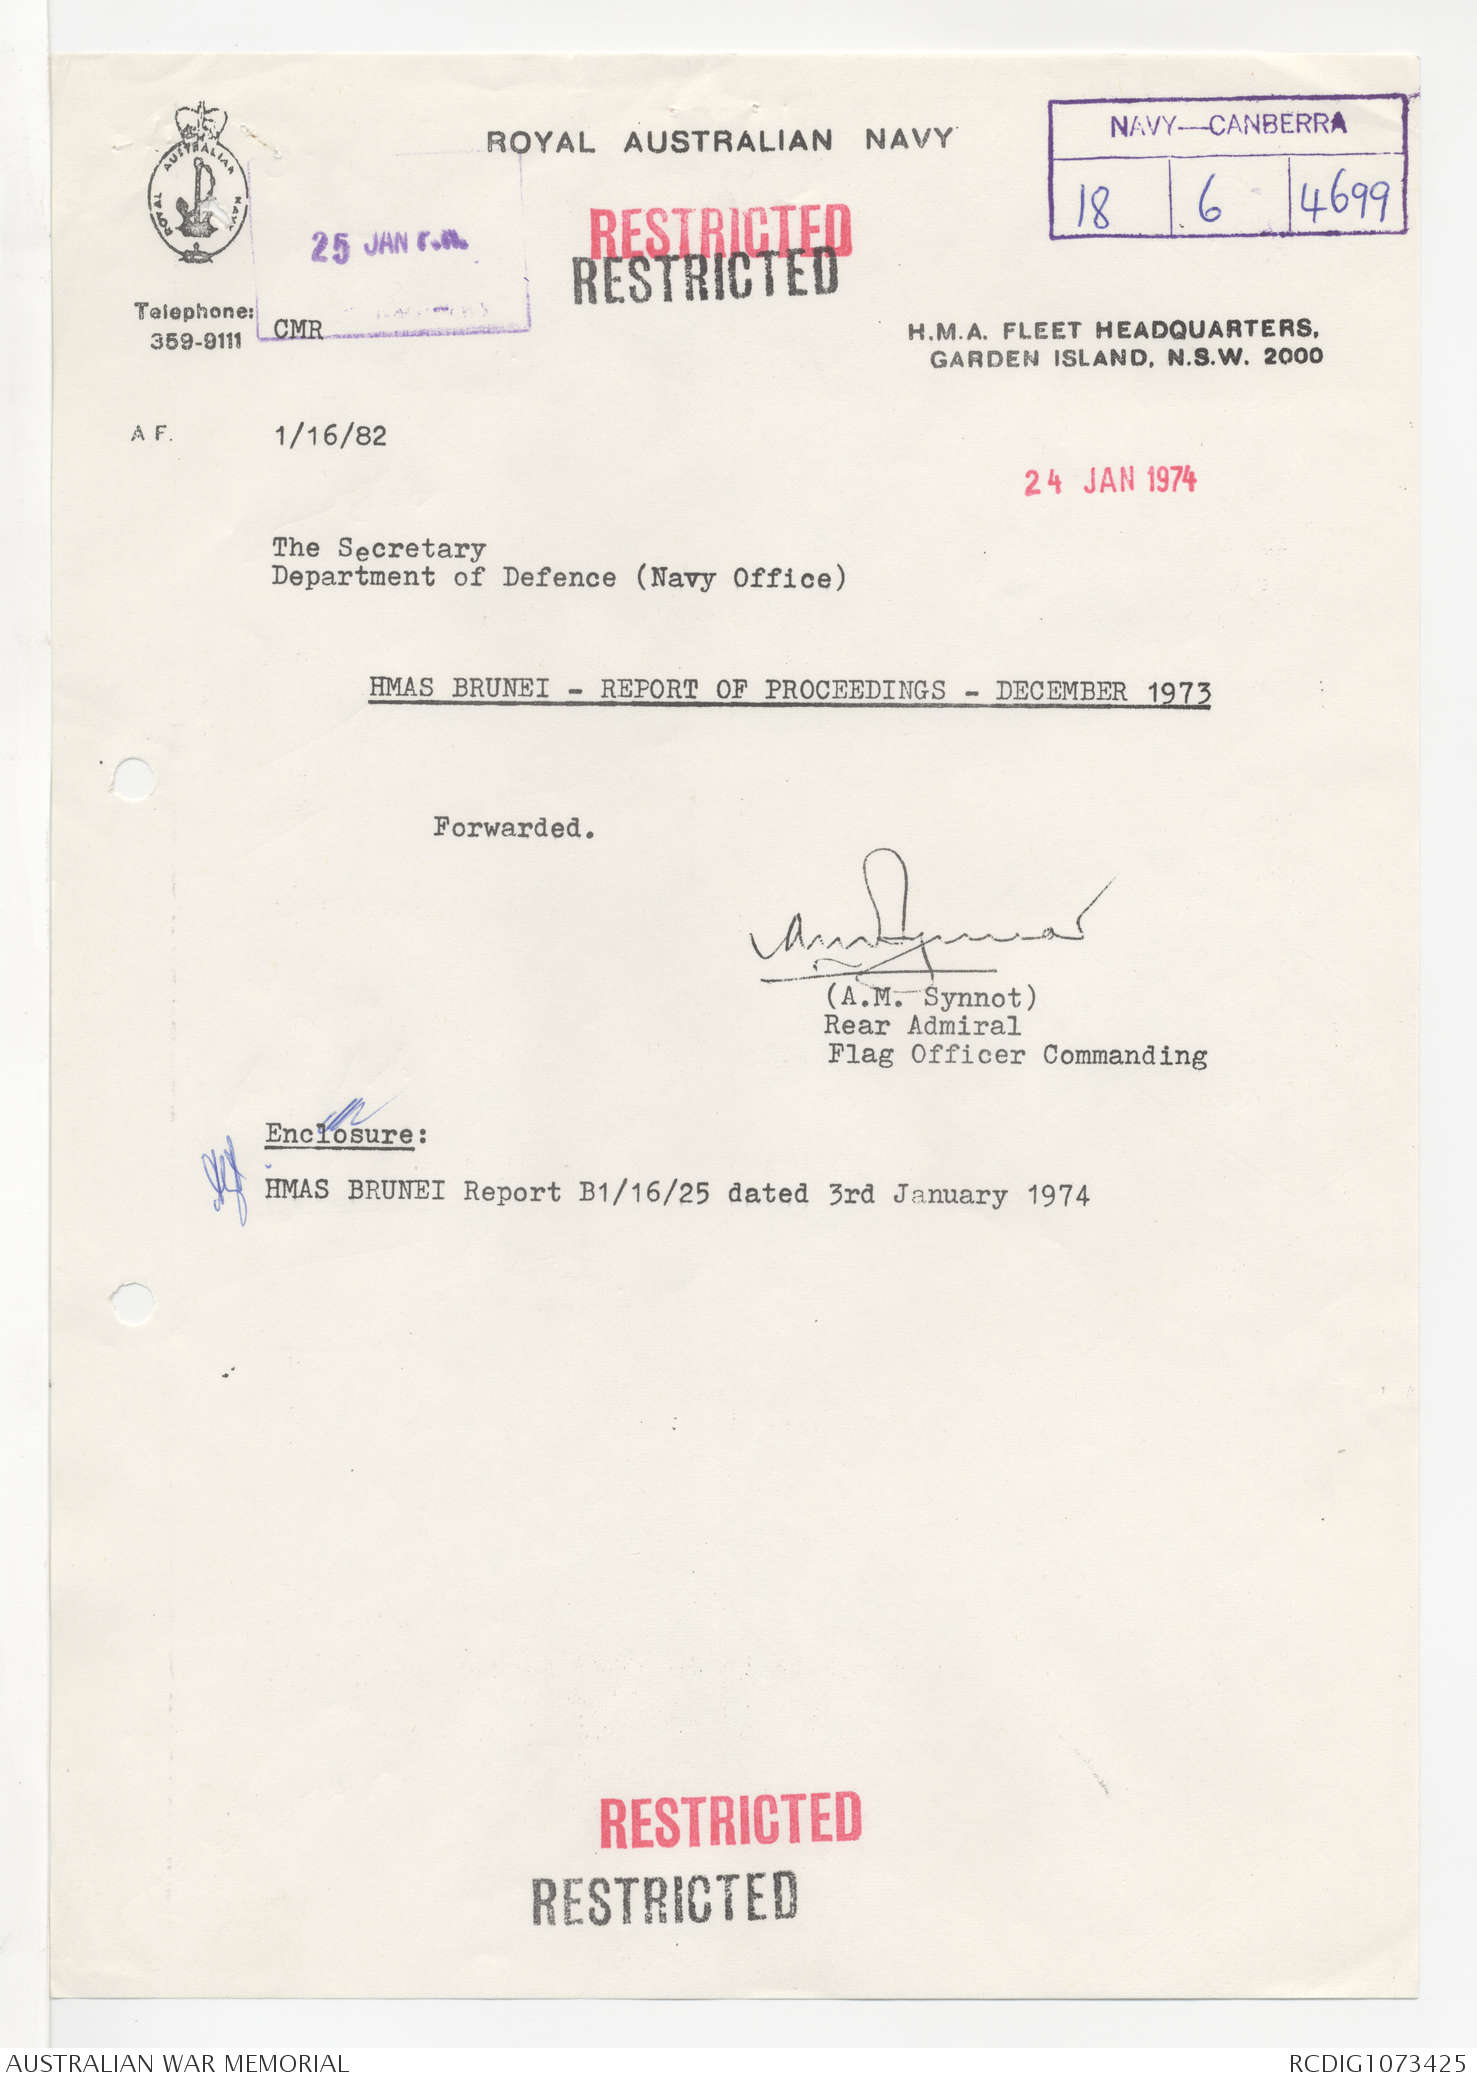 ROYAL AUSTRALIAN NAVY
ROYAL AUSTRALIAN NAVY
NAVY—CANBERRA
18 6 4699
25 JAN
RESTRICTED
RESTRICTED
Telephone:
359-9111
CMR
H.M.A. FLEET HEADQUARTERS,
GARDEN ISLAND, N.S.W. 2000
A F. 1/16/82
24 JAN 1974
The Secretary
Department of Defence (Navy Office)
HMAS BRUNEI - REPORT OF PROCEEDINGS - DECEMBER 1973
Forwarded.
(A.M. Synnot)
Rear Admiral
Flag Officer Commanding
Enclosure:
HMAS BRUNEI Report B1/16/25 dated 3rd January 1974
RESTRICTED
RESTRICTED
AUSTRALIAN WAR MEMORIAL
RCDIG1073425